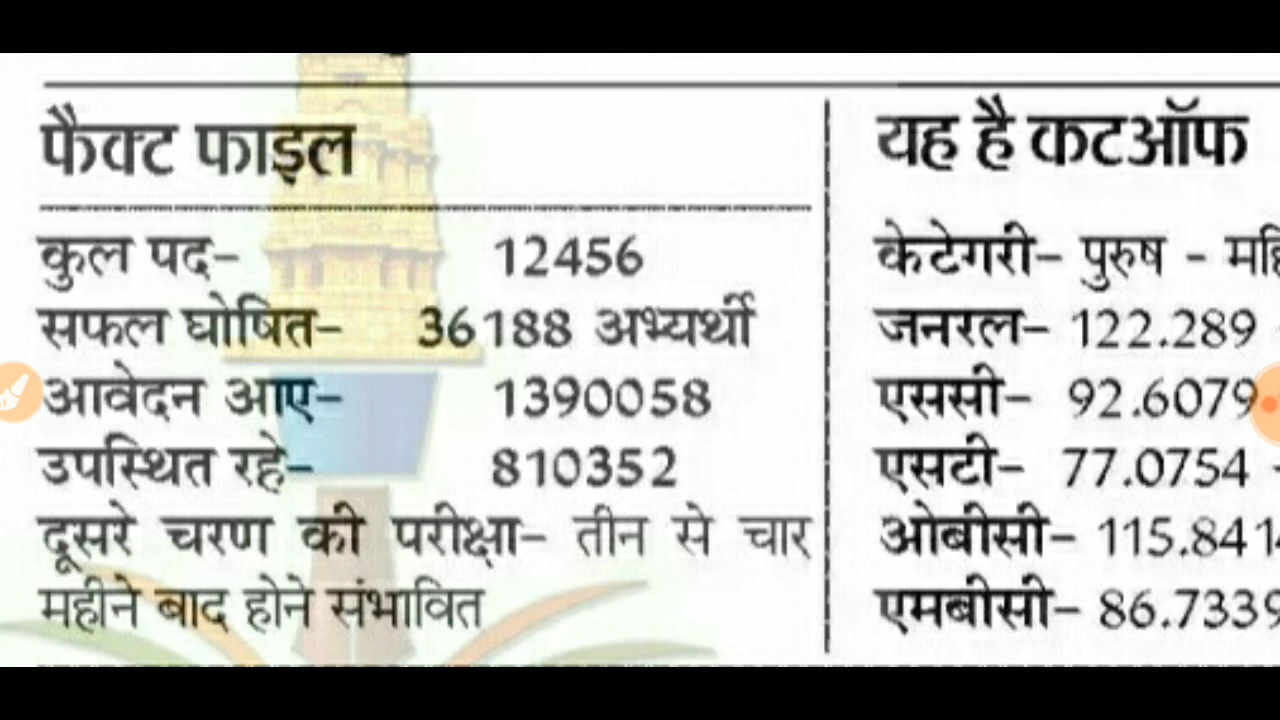 फैक्ट फाइल
कुल पद- 12456
सफल घोषित- 36188 अभ्यर्थी
आवेदन आए- 1390058
उपस्थित रहे- 810352
दूसरे चरण की परीक्षा- तीन से चार
महीने बाद होने संभावित
यह है कटऑफ
केटेगरी- पुरुष -
जनरल- 122.289
एससी- 92.6079
एसटी- 77.0754 -
ओबीसी- 115.841
एमबीसी- 86.7339